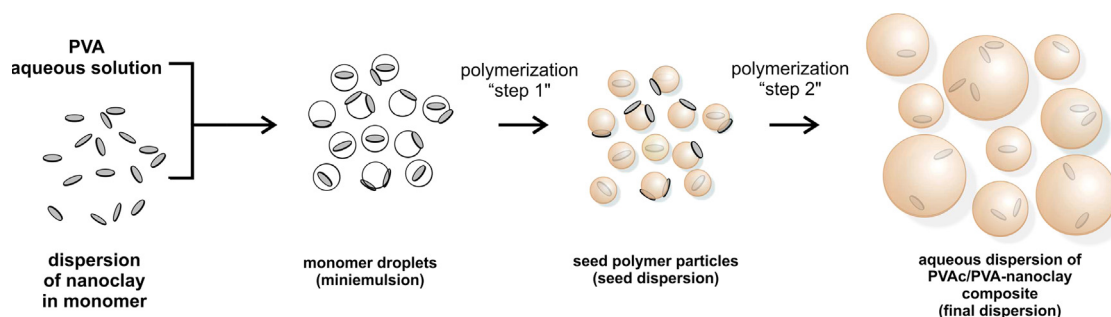 PVA
aqueous solution
dispersion
of nanoclay
in monomer
monomer droplets
(miniemulsion)
polymerization
“step 1"
seed polymer particles
(seed dispersion)
polymerization
“step 2"
aqueous dispersion of
PVAc/PVA-nanoclay
composite
(final dispersion)